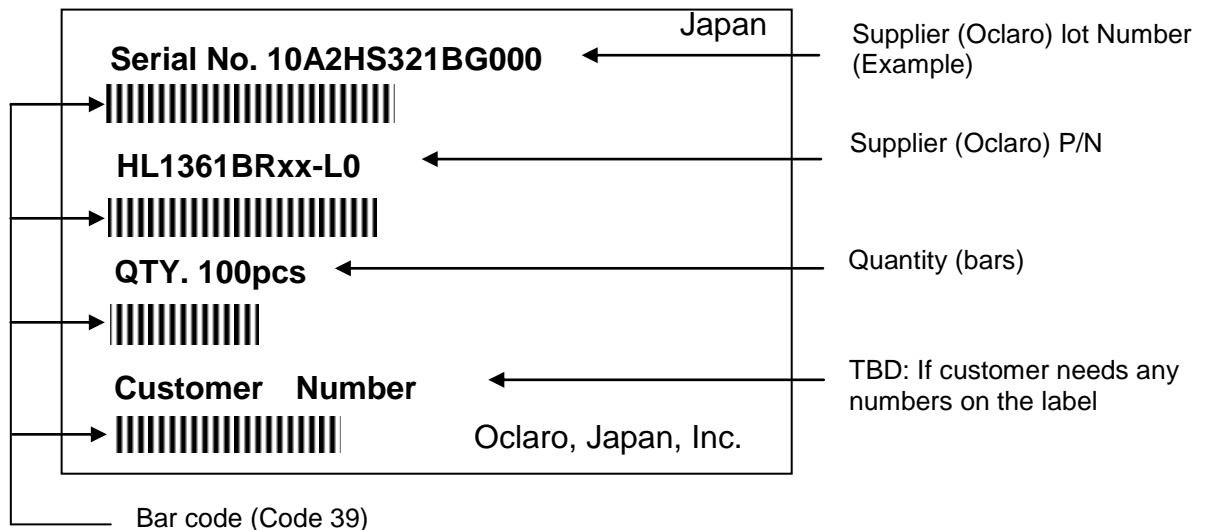 Japan
Serial No. 10A2HS321BG000
Supplier (Oclaro) lot Number
(Example)
HL1361BRxx-L0
Supplier (Oclaro) P/N
QTY. 100pcs
Quantity (bars)
Customer Number
TBD: If customer needs any
numbers on the label
Oclaro, Japan, Inc.
Bar code (Code 39)